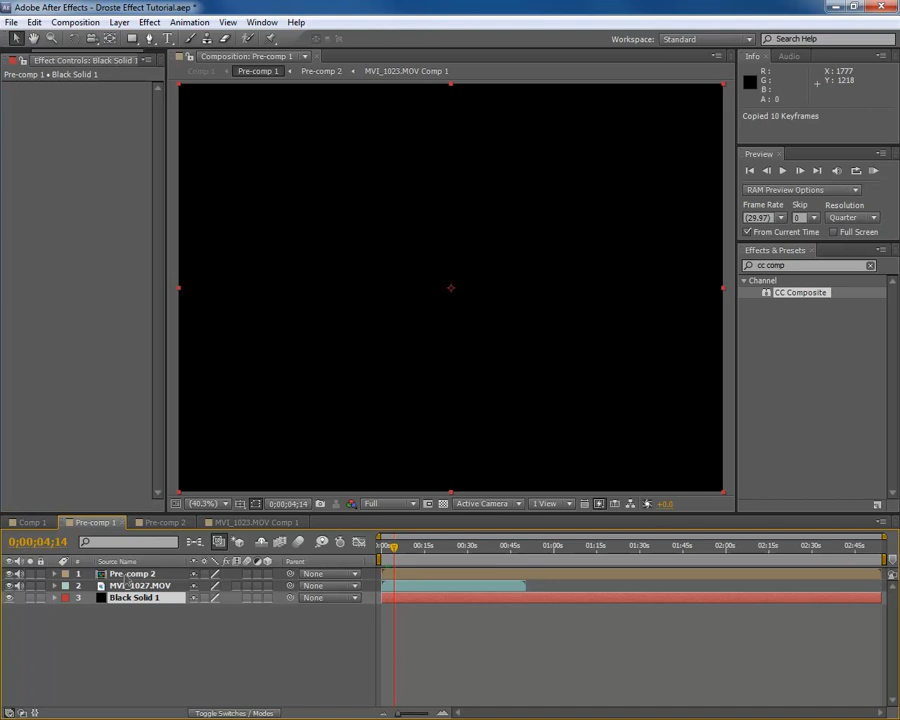 Adobe After Effects - Droste Effect Tutorial.aep *
File Edit Composition Layer Effect Animation View Window Help
Workspace: Standard Search Help
Effect Controls: Black Solid 1
Composition: Pre-comp 1
Info Audio
Pre-comp 1 • Black Solid 1
Comp 1 Pre-comp 1 Pre-comp 2 MVI_1023.MOV Comp 1
R: X: 1777
G: Y: 1218
B:
A: 0
Copied 10 Keyframes
Preview
RAM Preview Options
Frame Rate Skip Resolution
(29.97) 0 Quarter
From Current Time Full Screen
Effects & Presets
cc comp
Channel
CC Composite
(40.3%) 0;00;04;14 Full Active Camera 1 View +0.0
Comp 1 Pre-comp 1 Pre-comp 2 MVI_1023.MOV Comp 1
0;00;04;14
00:15s 00:30s 00:45s 01:00s 01:15s 01:30s 01:45s 02:00s 02:15s 02:30s 02:45s
# Source Name Parent
1 Pre-comp 2 None
2 MVI_1027.MOV None
3 Black Solid 1 None
Toggle Switches / Modes